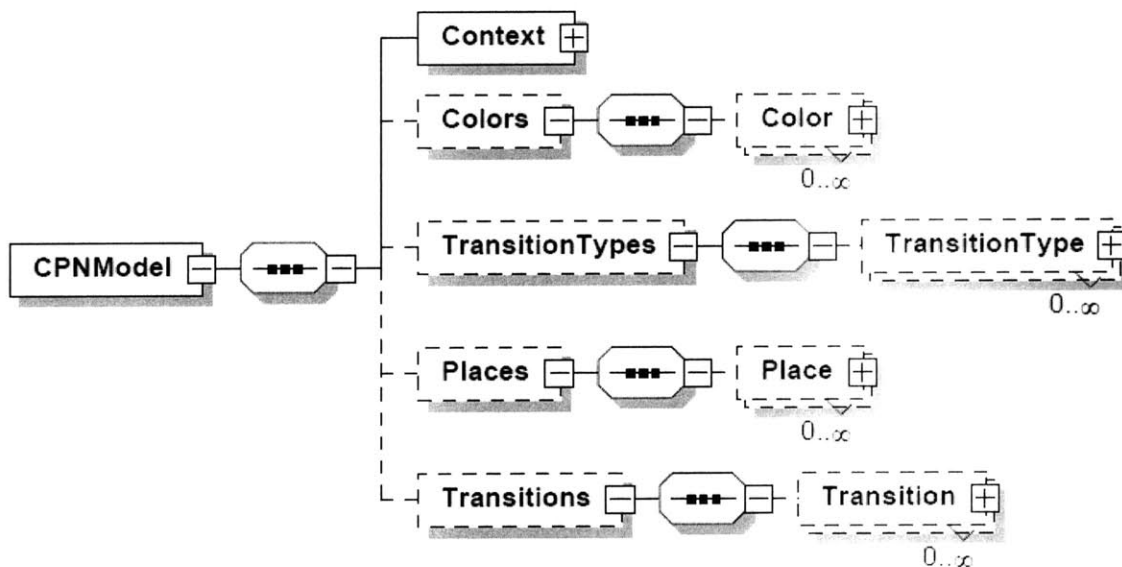 Context
Colors
Color
0..∞
TransitionTypes
TransitionType
0..∞
CPNModel
Places
Place
0..∞
Transitions
Transition
0..∞